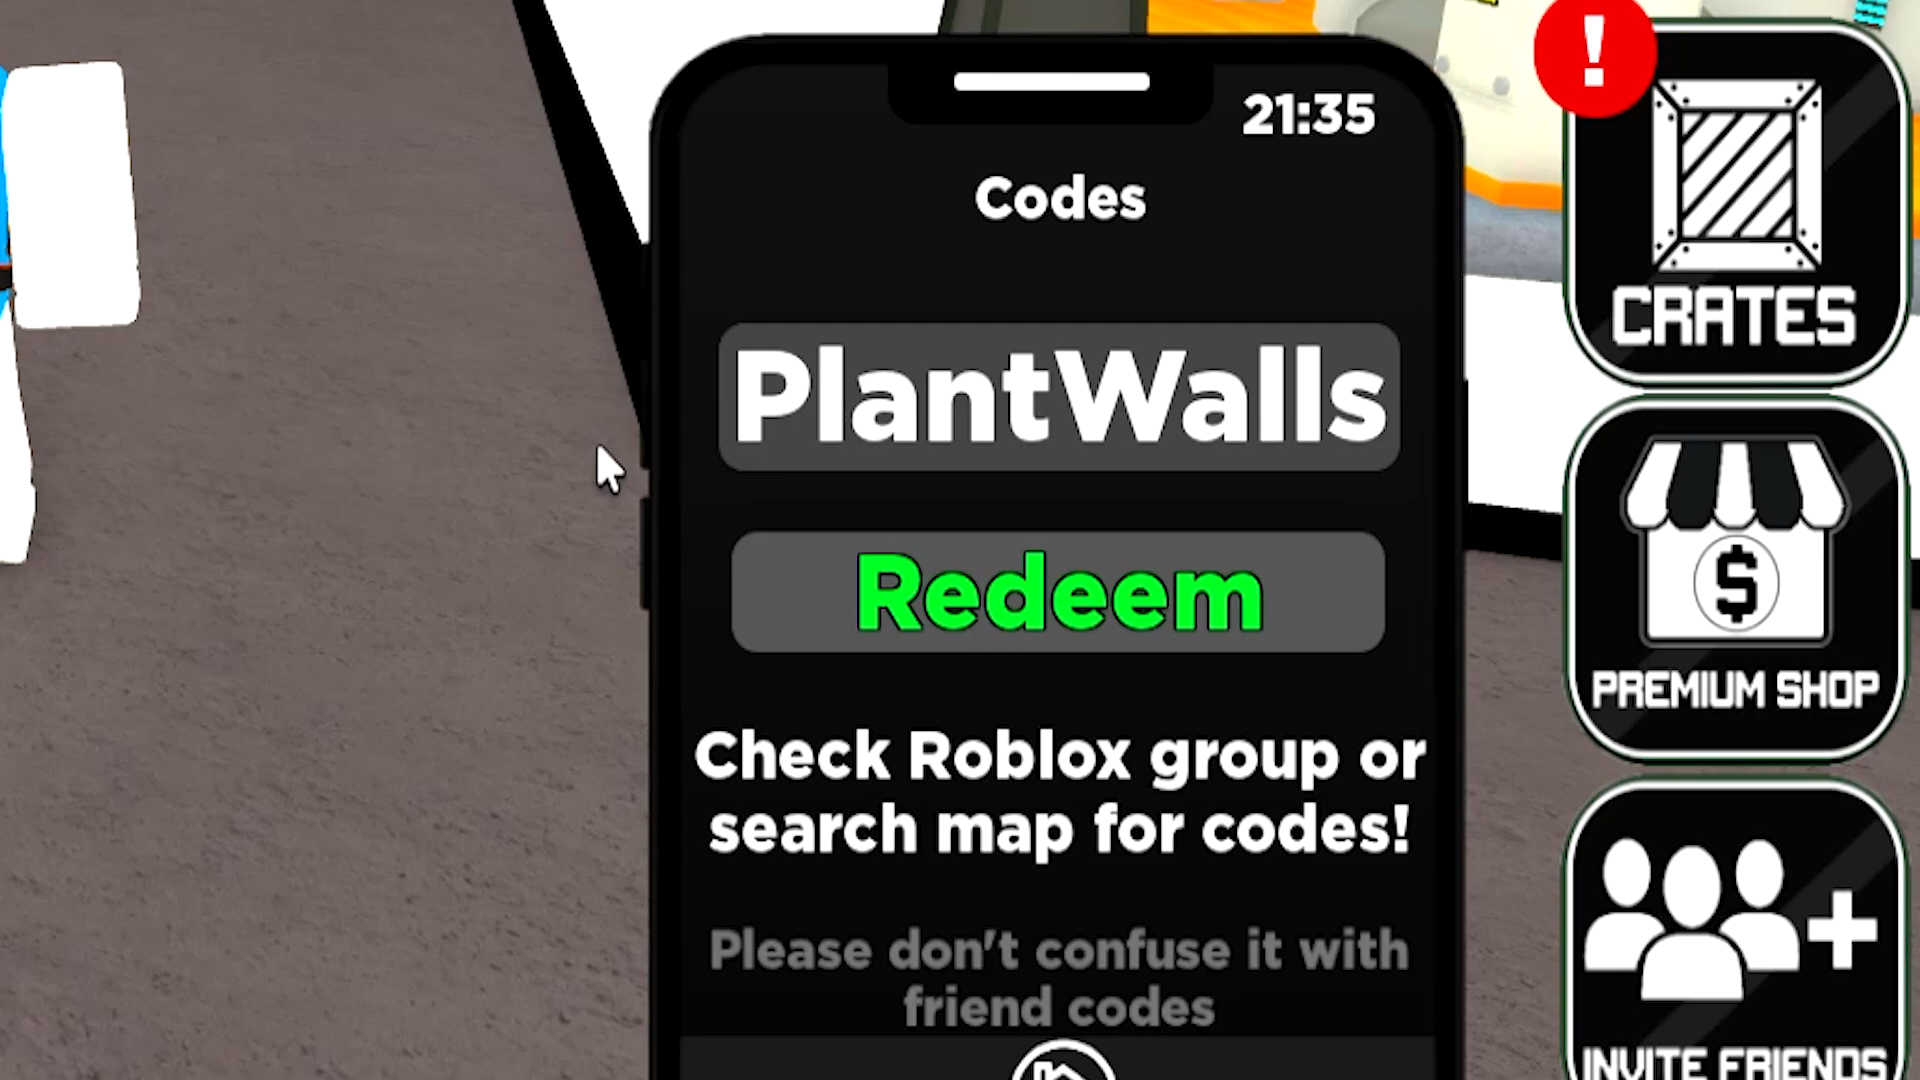 !
21:35
Codes
CRATES
PlantWalls
Redeem
$
PREMIUM SHOP
Check Roblox group or
search map for codes!
Please don't confuse it with
friend codes
+
INVITE FRIENDS